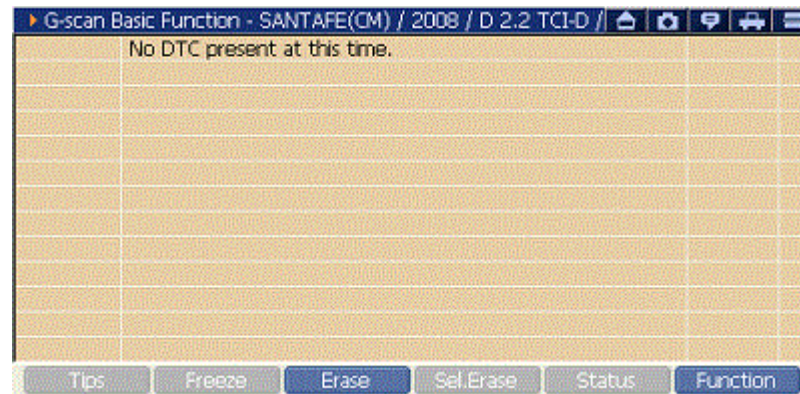 G-scan Basic Function - SANTAFE(CM) / 2008 / D 2.2 TCI-D /
No DTC present at this time.
Tips Freeze Erase Sel.Erase Status Function